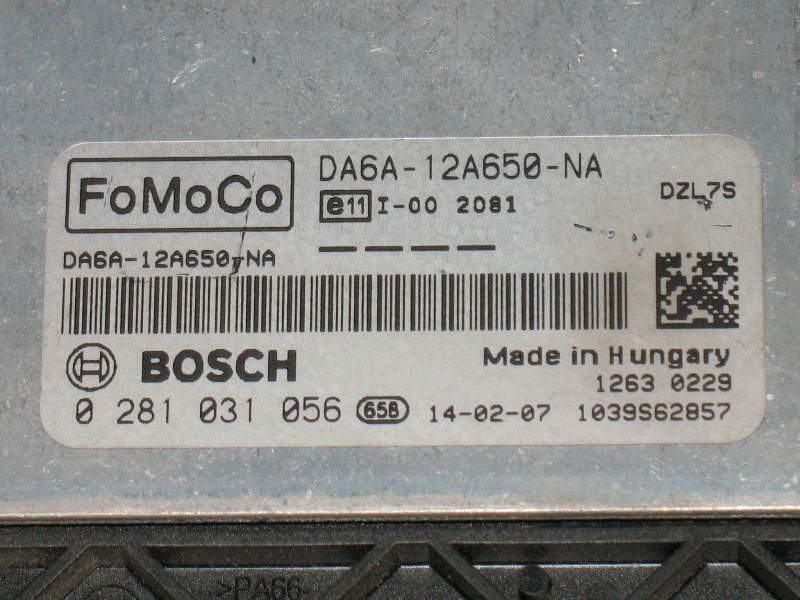 FoMoCo
DA6A-12A650-NA
e11 I-00 2081
DZL7S
DA6A-12A650-NA
BOSCH
Made in Hungary
1263 0229
0 281 031 056 65B 14-02-07 1039S62857
>PA66-